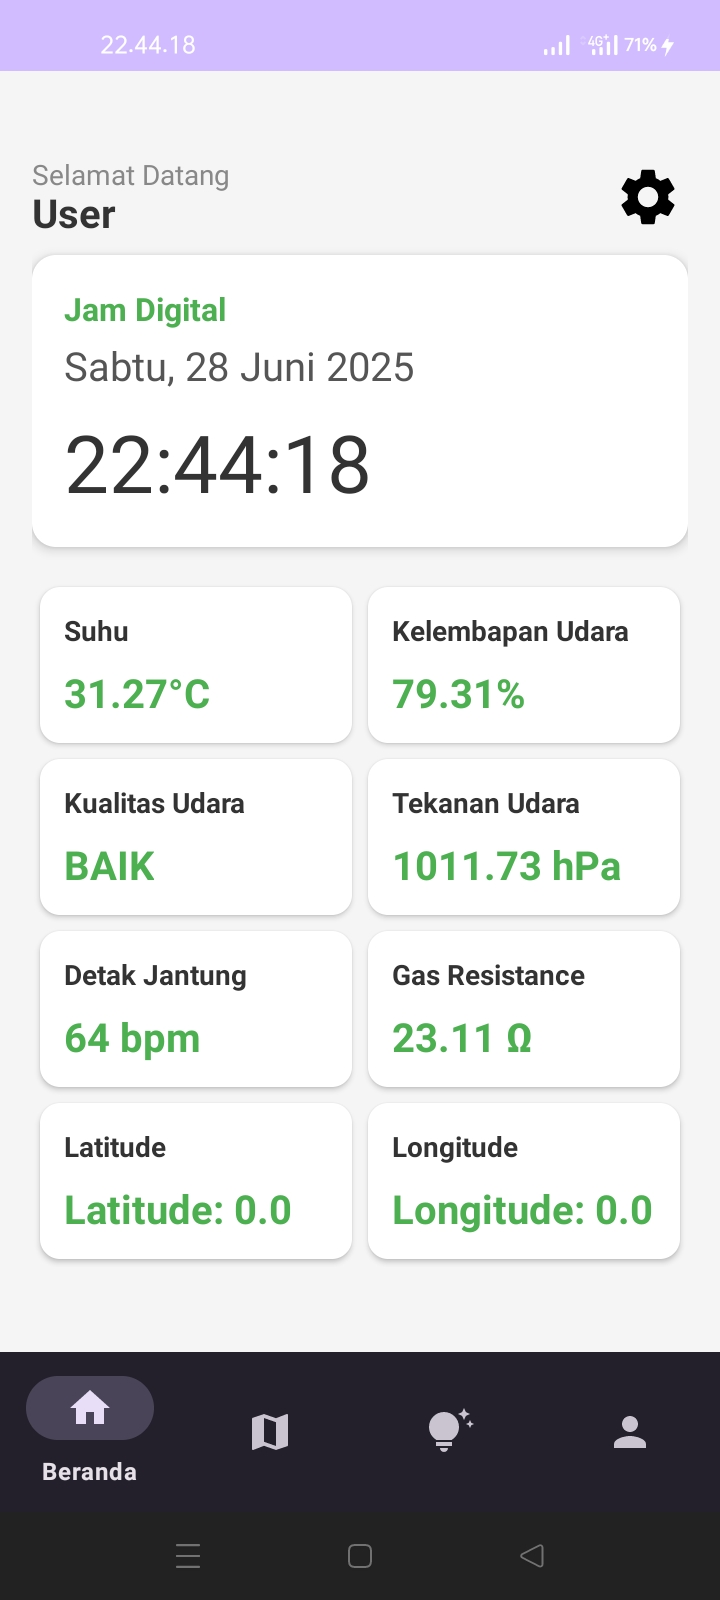 22.44.18 4G+ 71%
Selamat Datang
User
Jam Digital
Sabtu, 28 Juni 2025
22:44:18
Suhu
31.27°C
Kelembapan Udara
79.31%
Kualitas Udara
BAIK
Tekanan Udara
1011.73 hPa
Detak Jantung
64 bpm
Gas Resistance
23.11 Ω
Latitude
Latitude: 0.0
Longitude
Longitude: 0.0
Beranda